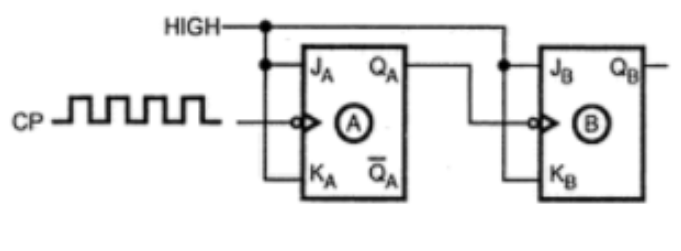 HIGH
J_A Q_A
J_B Q_B
CP
A
B
K_A Q̅_A
K_B